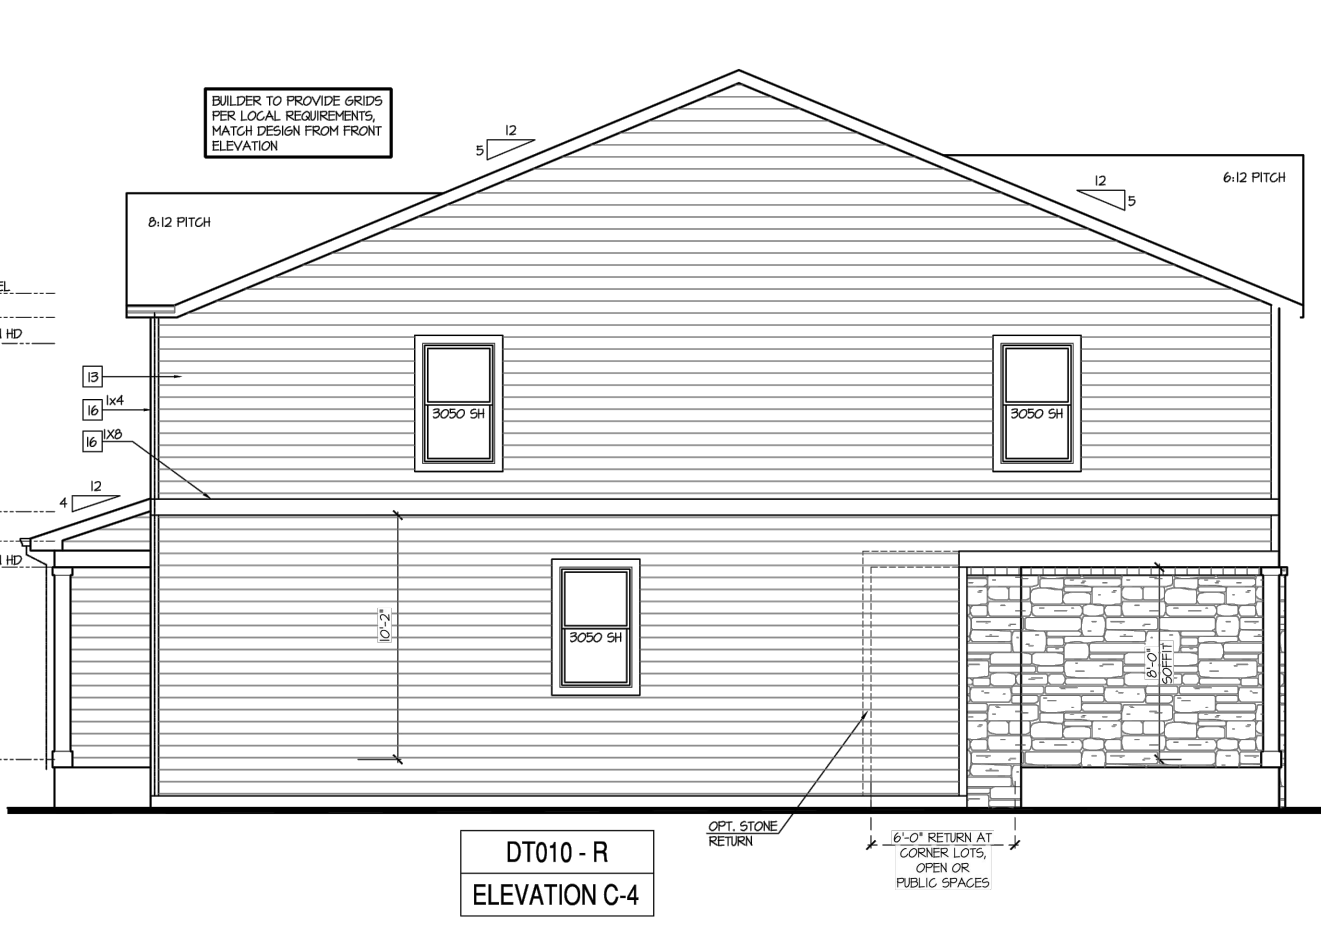 BUILDER TO PROVIDE GRIDS
PER LOCAL REQUIREMENTS,
MATCH DESIGN FROM FRONT
ELEVATION
12
5
12
5
6:12 PITCH
8:12 PITCH
EL
HD
13
16 1x4
16 1X8
3050 SH
3050 SH
12
4
HD
10'-2"
3050 SH
8'-0"
SOFFIT
OPT. STONE
RETURN
6'-0" RETURN AT
CORNER LOTS,
OPEN OR
PUBLIC SPACES
DT010 - R
ELEVATION C-4